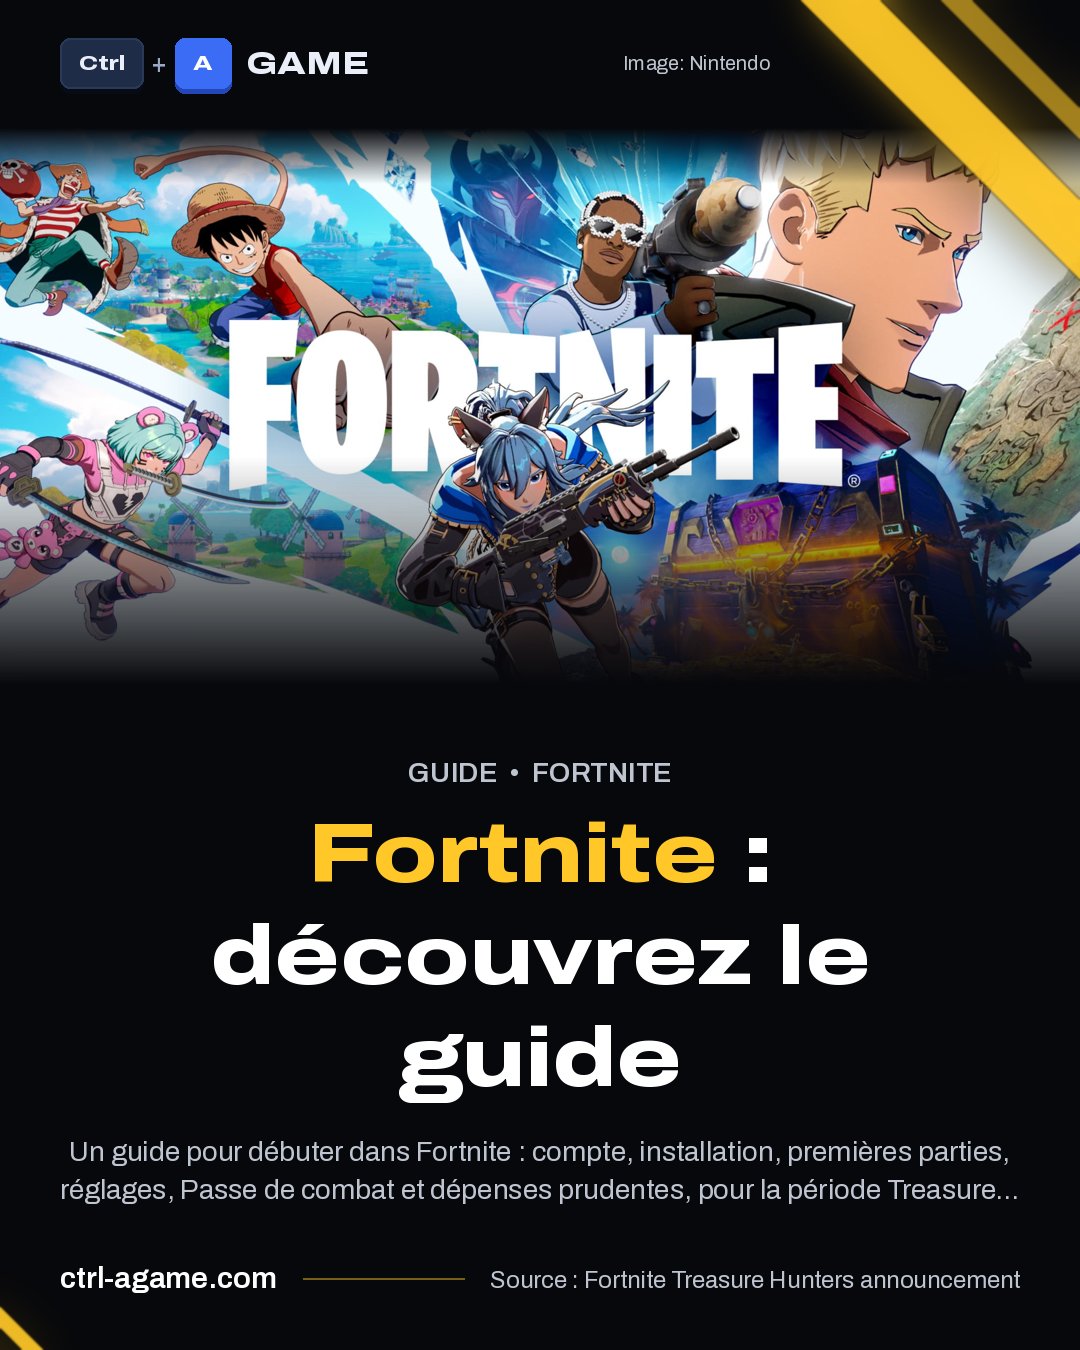 Ctrl + A GAME
Image: Nintendo
FORTNITE
®
GUIDE • FORTNITE
Fortnite :
découvrez le
guide
Un guide pour débuter dans Fortnite : compte, installation, premières parties,
réglages, Passe de combat et dépenses prudentes, pour la période Treasure...
ctrl-agame.com
Source : Fortnite Treasure Hunters announcement